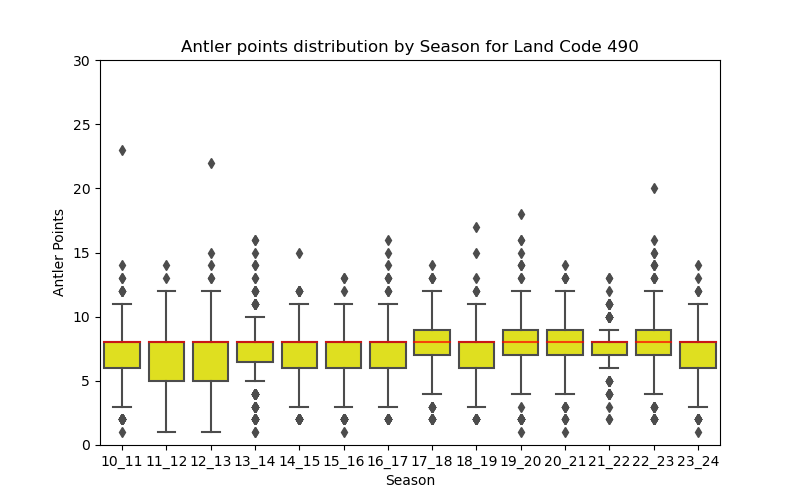 Antler points distribution by Season for Land Code 490
30
25
20
15
10
5
0
Antler Points
10_11 11_12 12_13 13_14 14_15 15_16 16_17 17_18 18_19 19_20 20_21 21_22 22_23 23_24
Season